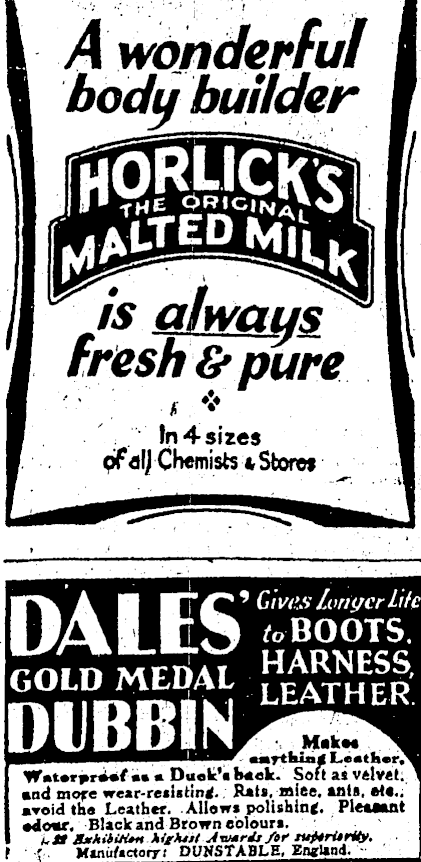 A wonderful
body builder
HORLICK'S
THE ORIGINAL
MALTED MILK
is always
fresh & pure
In 4 sizes
of all Chemists & Stores
DALES'
GOLD MEDAL
DUBBIN
Gives Longer Life
to BOOTS,
HARNESS,
LEATHER.
Makes
anything Leather,
Waterproof as a Duck's back. Soft as velvet,
and more wear-resisting. Rats, mice, ants, etc.,
avoid the Leather. Allows polishing. Pleasant
odour. Black and Brown colours.
Exhibition highest Awards for superiority.
Manufactory: DUNSTABLE, England.